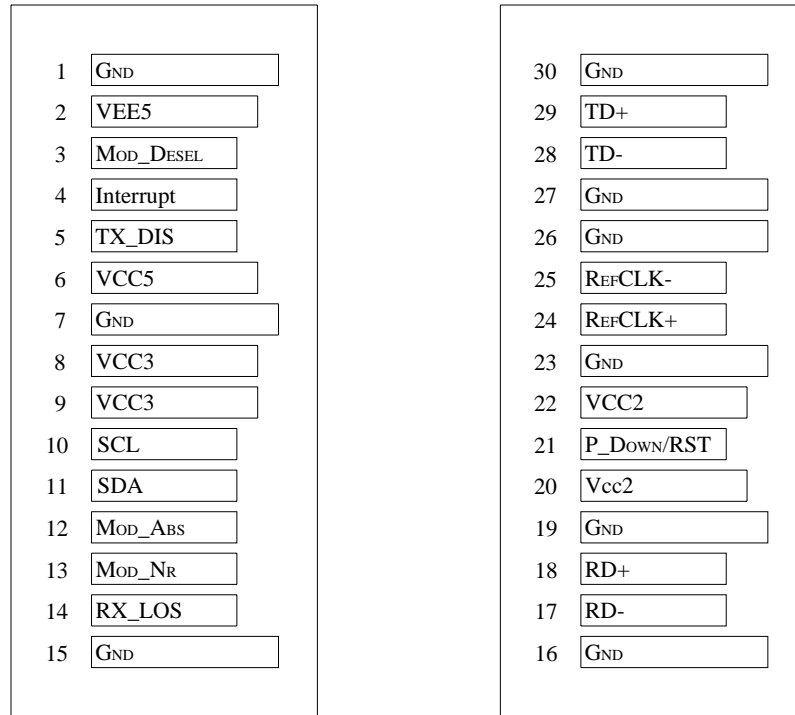 1 GND
2 VEE5
3 MOD_DESEL
4 Interrupt
5 TX_DIS
6 VCC5
7 GND
8 VCC3
9 VCC3
10 SCL
11 SDA
12 MOD_ABS
13 MOD_NR
14 RX_LOS
15 GND
30 GND
29 TD+
28 TD-
27 GND
26 GND
25 REFCLK-
24 REFCLK+
23 GND
22 VCC2
21 P_DOWN/RST
20 Vcc2
19 GND
18 RD+
17 RD-
16 GND